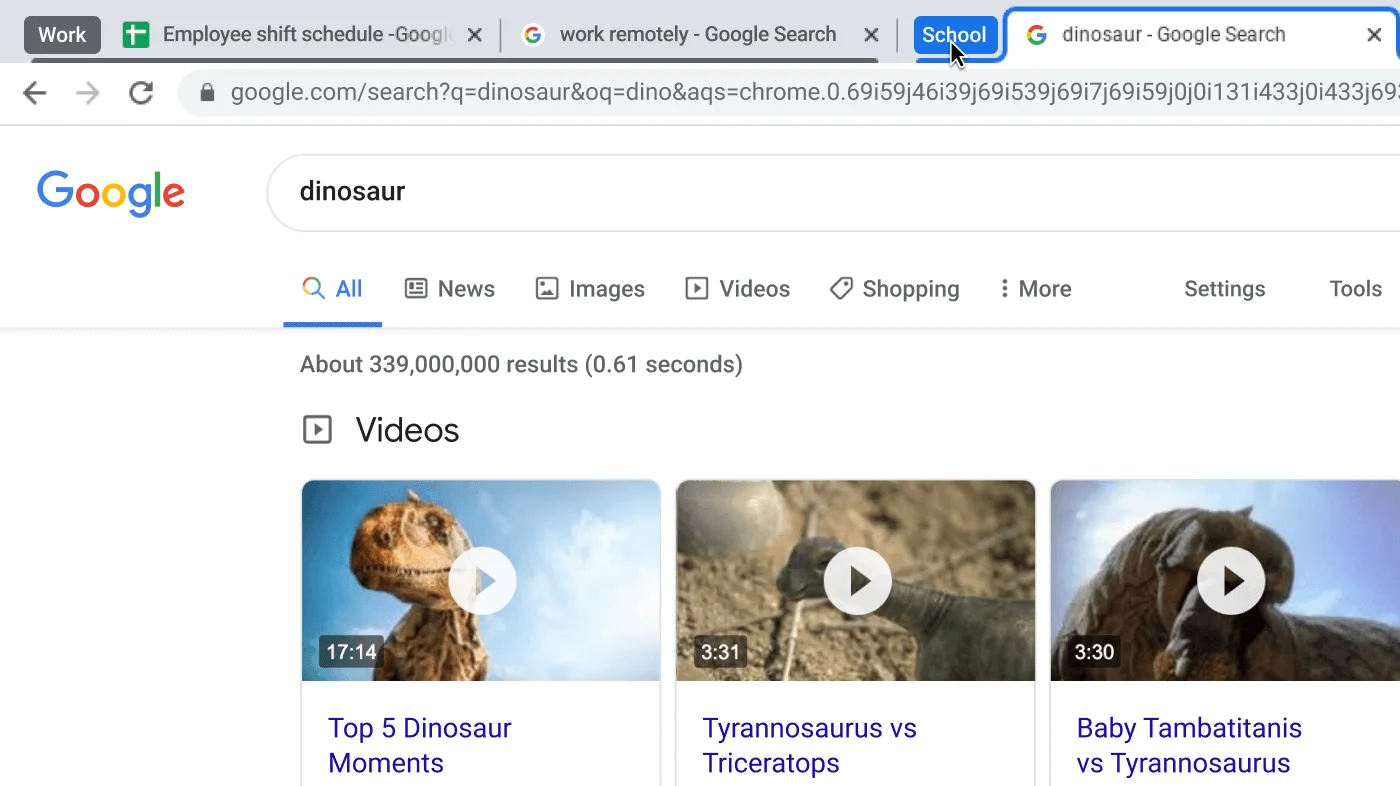 Work Employee shift schedule -Google work remotely - Google Search School dinosaur - Google Search
google.com/search?q=dinosaur&oq=dino&aqs=chrome.0.69i59j46i39j69i539j69i7j69i59j0j0i131i433j0i433j69
Google dinosaur
All News Images Videos Shopping More Settings Tools
About 339,000,000 results (0.61 seconds)
Videos
17:14 3:31 3:30
Top 5 Dinosaur Moments
Tyrannosaurus vs Triceratops
Baby Tambatitanis vs Tyrannosaurus